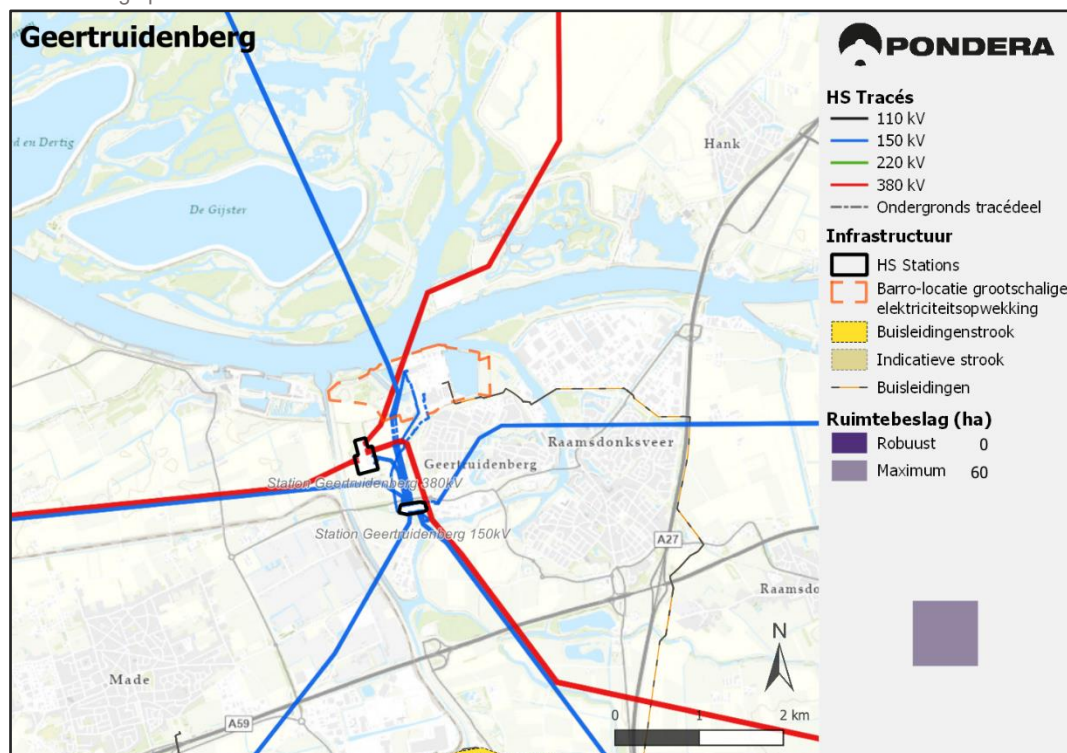 Geertruidenberg
PONDERA
HS Tracés
110 kV
150 kV
220 kV
380 kV
Ondergronds tracédeel
Infrastructuur
HS Stations
Barro-locatie grootschalige
elektriciteitsopwekking
Buisleidingenstrook
Indicatieve strook
Buisleidingen
Ruimtebeslag (ha)
Robuust 0
Maximum 60
en Dertig
De Gijster
Hank
Raamsdonksveer
Geertruidenberg
Station Geertruidenberg 380kV
Station Geertruidenberg 150kV
A27
Raamsdo
Made
A59
N
0 1 2 km